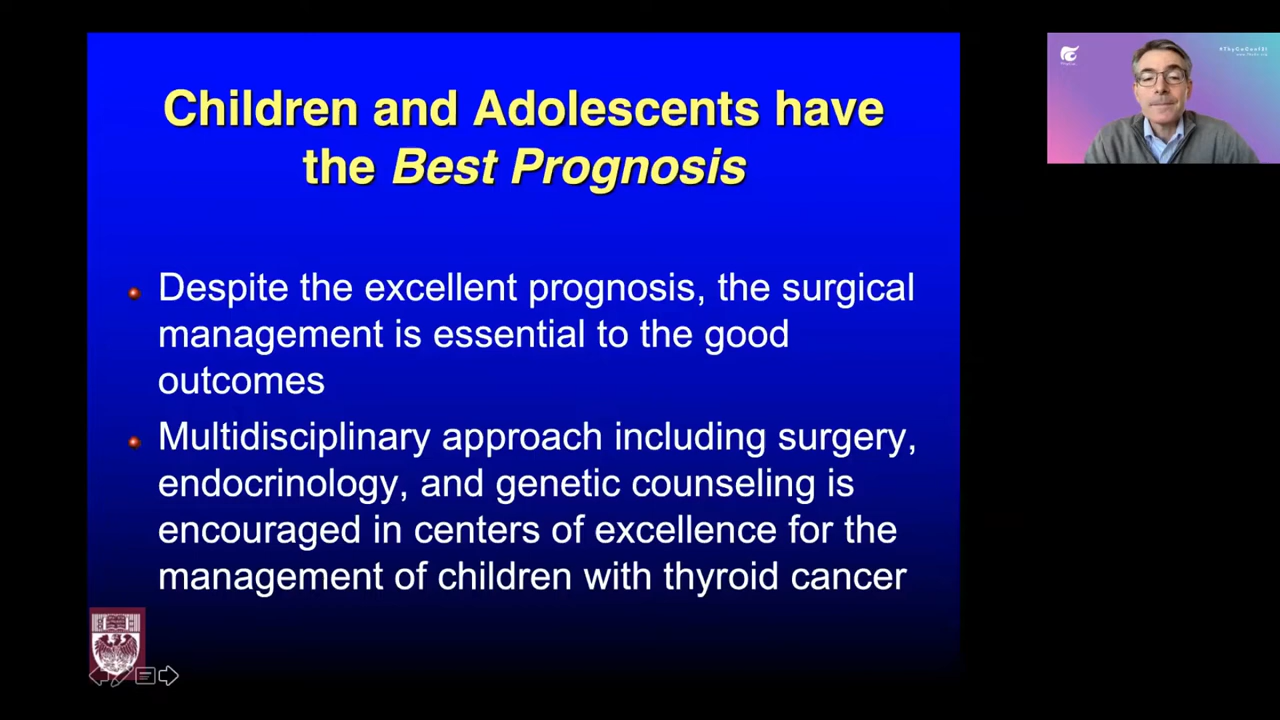 Children and Adolescents have
the Best Prognosis
Despite the excellent prognosis, the surgical
management is essential to the good
outcomes
Multidisciplinary approach including surgery,
endocrinology, and genetic counseling is
encouraged in centers of excellence for the
management of children with thyroid cancer